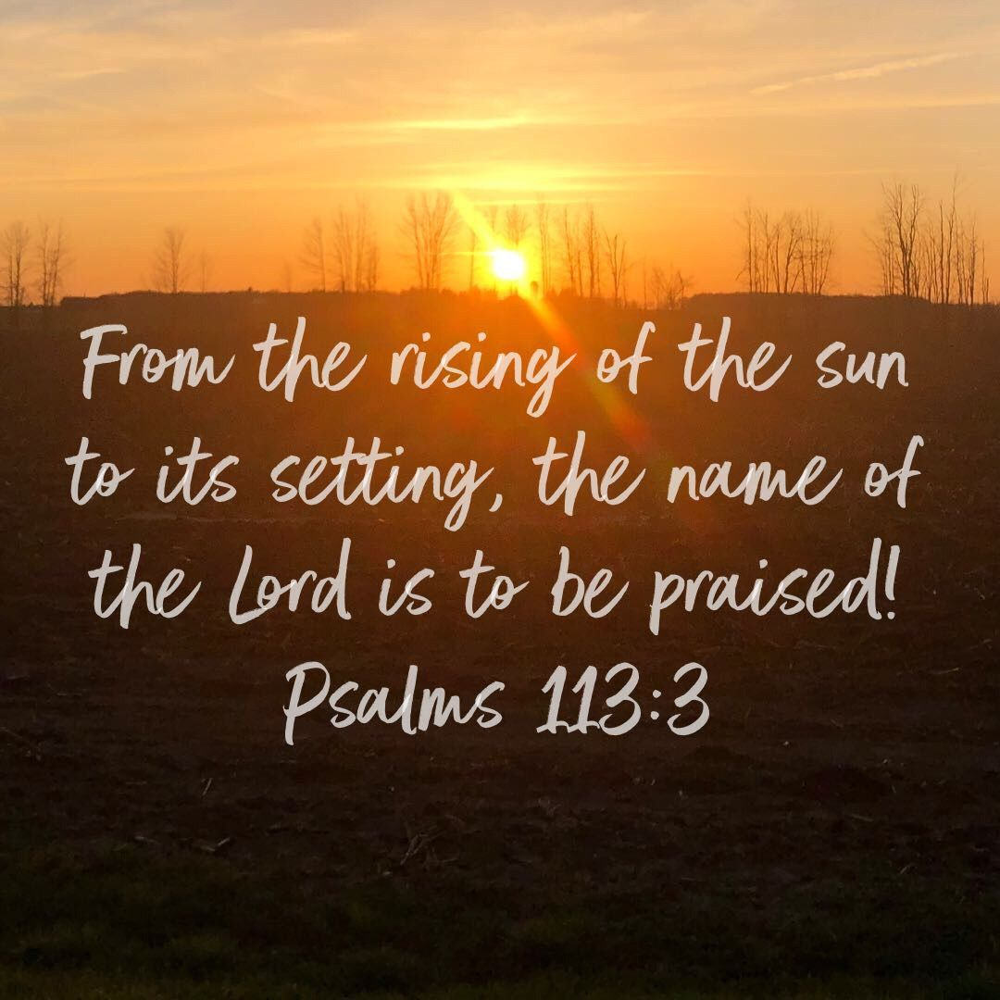 From the rising of the sun
to its setting, the name of
the Lord is to be praised!
Psalms 113:3